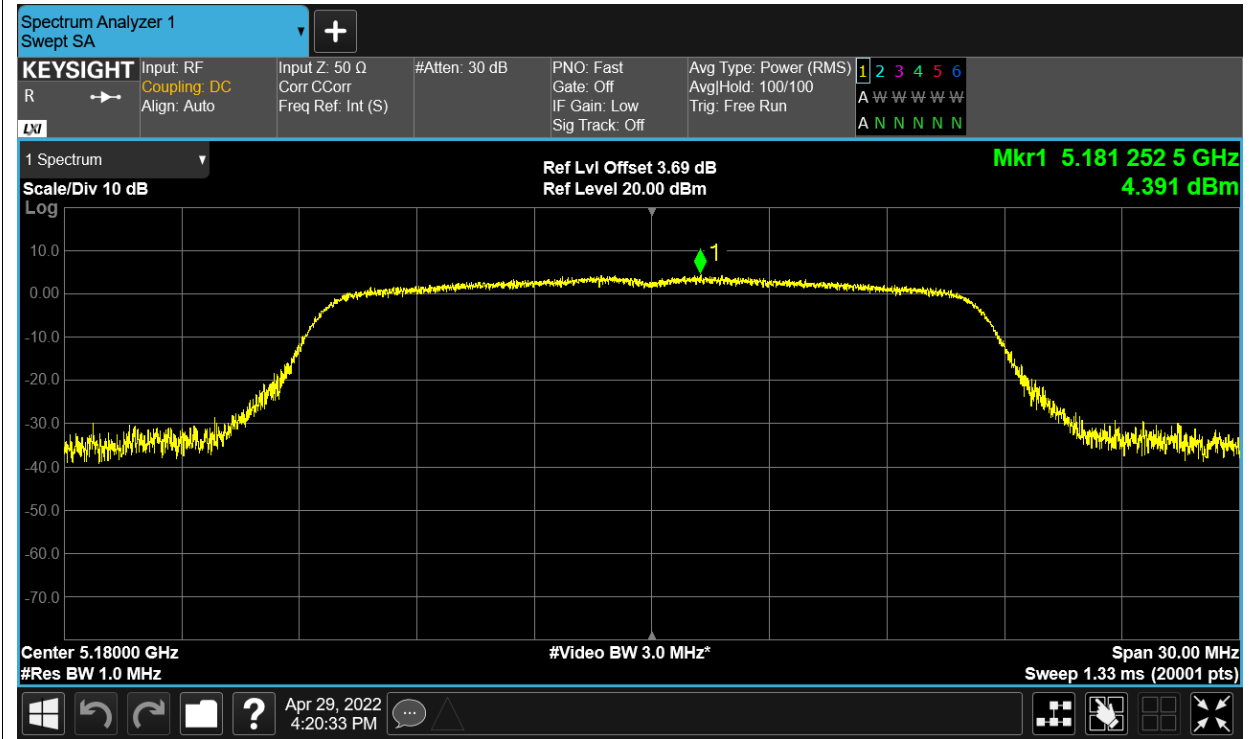 Spectrum Analyzer 1
Swept SA
+
KEYSIGHT
R
LXI
Input: RF
Coupling: DC
Align: Auto
Input Z: 50 Ω
Corr CCorr
Freq Ref: Int (S)
#Atten: 30 dB
PNO: Fast
Gate: Off
IF Gain: Low
Sig Track: Off
Avg Type: Power (RMS)
Avg|Hold: 100/100
Trig: Free Run
1 2 3 4 5 6
A W W W W W
A N N N N N
1 Spectrum
Scale/Div 10 dB
Log
Ref Lvl Offset 3.69 dB
Ref Level 20.00 dBm
Mkr1 5.181 252 5 GHz
4.391 dBm
1
10.0
0.00
-10.0
-20.0
-30.0
-40.0
-50.0
-60.0
-70.0
Center 5.18000 GHz
#Res BW 1.0 MHz
#Video BW 3.0 MHz*
Span 30.00 MHz
Sweep 1.33 ms (20001 pts)
?
Apr 29, 2022
4:20:33 PM